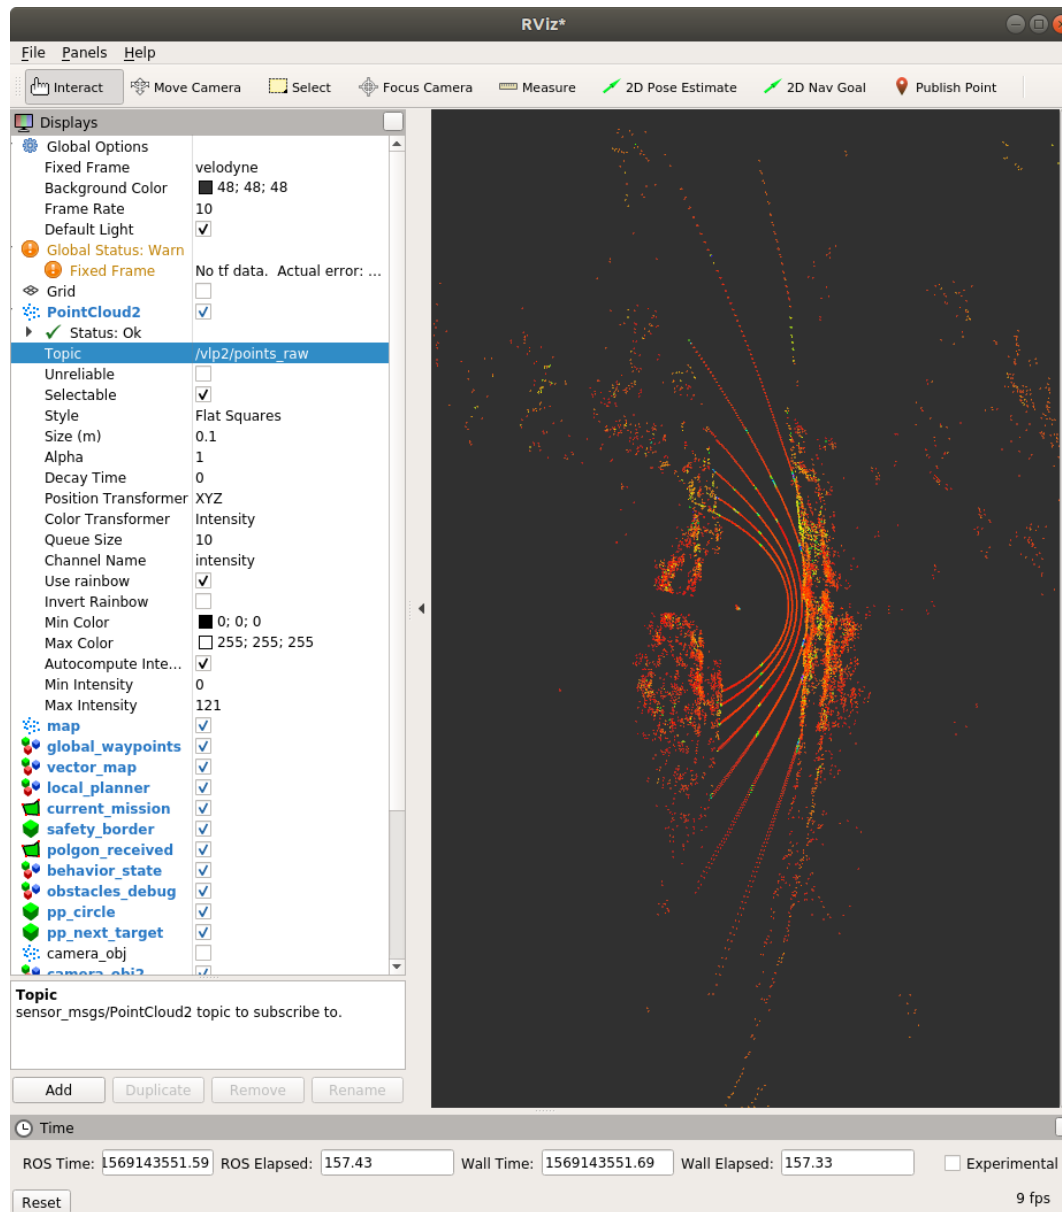 RViz*
File Panels Help
Interact Move Camera Select Focus Camera Measure 2D Pose Estimate 2D Nav Goal Publish Point
Displays
Global Options
Fixed Frame velodyne
Background Color 48; 48; 48
Frame Rate 10
Default Light
Global Status: Warn
Fixed Frame No tf data. Actual error: ...
Grid
PointCloud2
Status: Ok
Topic /vlp2/points_raw
Unreliable
Selectable
Style Flat Squares
Size (m) 0.1
Alpha 1
Decay Time 0
Position Transformer XYZ
Color Transformer Intensity
Queue Size 10
Channel Name intensity
Use rainbow
Invert Rainbow
Min Color 0; 0; 0
Max Color 255; 255; 255
Autocompute Inte...
Min Intensity 0
Max Intensity 121
map
global_waypoints
vector_map
local_planner
current_mission
safety_border
polgon_received
behavior_state
obstacles_debug
pp_circle
pp_next_target
camera_obj
camera_obj2
Topic
sensor_msgs/PointCloud2 topic to subscribe to.
Add Duplicate Remove Rename
Time
ROS Time: 1569143551.59 ROS Elapsed: 157.43 Wall Time: 1569143551.69 Wall Elapsed: 157.33 Experimental
Reset 9 fps